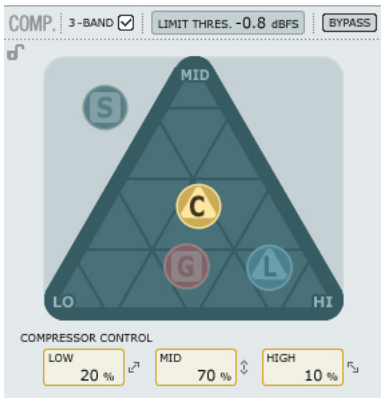 COMP. 3-BAND LIMIT THRES. -0.8 dBFS BYPASS
MID
S
C
G
L
LO
HI
COMPRESSOR CONTROL
LOW MID HIGH
20 % 70 % 10 %